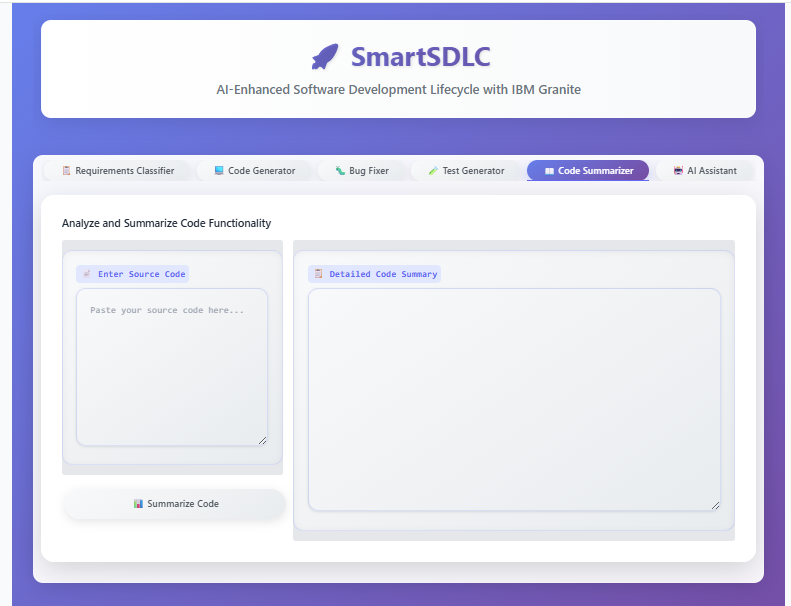 SmartSDLC
AI-Enhanced Software Development Lifecycle with IBM Granite
Requirements Classifier
Code Generator
Bug Fixer
Test Generator
Code Summarizer
AI Assistant
Analyze and Summarize Code Functionality
Enter Source Code
Detailed Code Summary
Paste your source code here...
Summarize Code